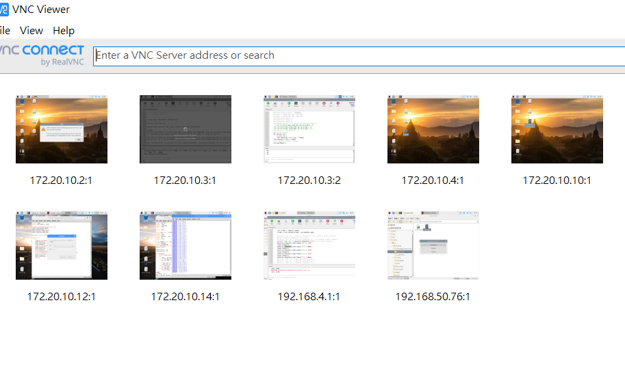 VNC Viewer
File View Help
VNC CONNECT
by RealVNC
Enter a VNC Server address or search
172.20.10.2:1 172.20.10.3:1 172.20.10.3:2 172.20.10.4:1 172.20.10.10:1
172.20.10.12:1 172.20.10.14:1 192.168.4.1:1 192.168.50.76:1